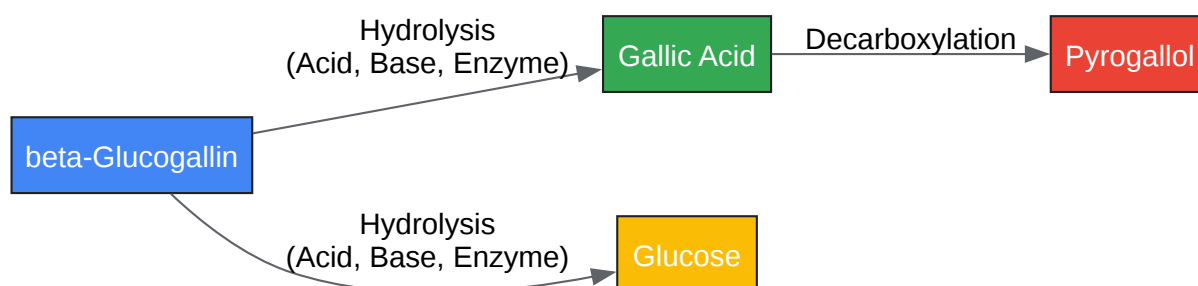 Hydrolysis
(Acid, Base, Enzyme)
Gallic Acid
Decarboxylation
Pyrogallol
beta-Glucogallin
Hydrolysis
(Acid, Base, Enzyme)
Glucose